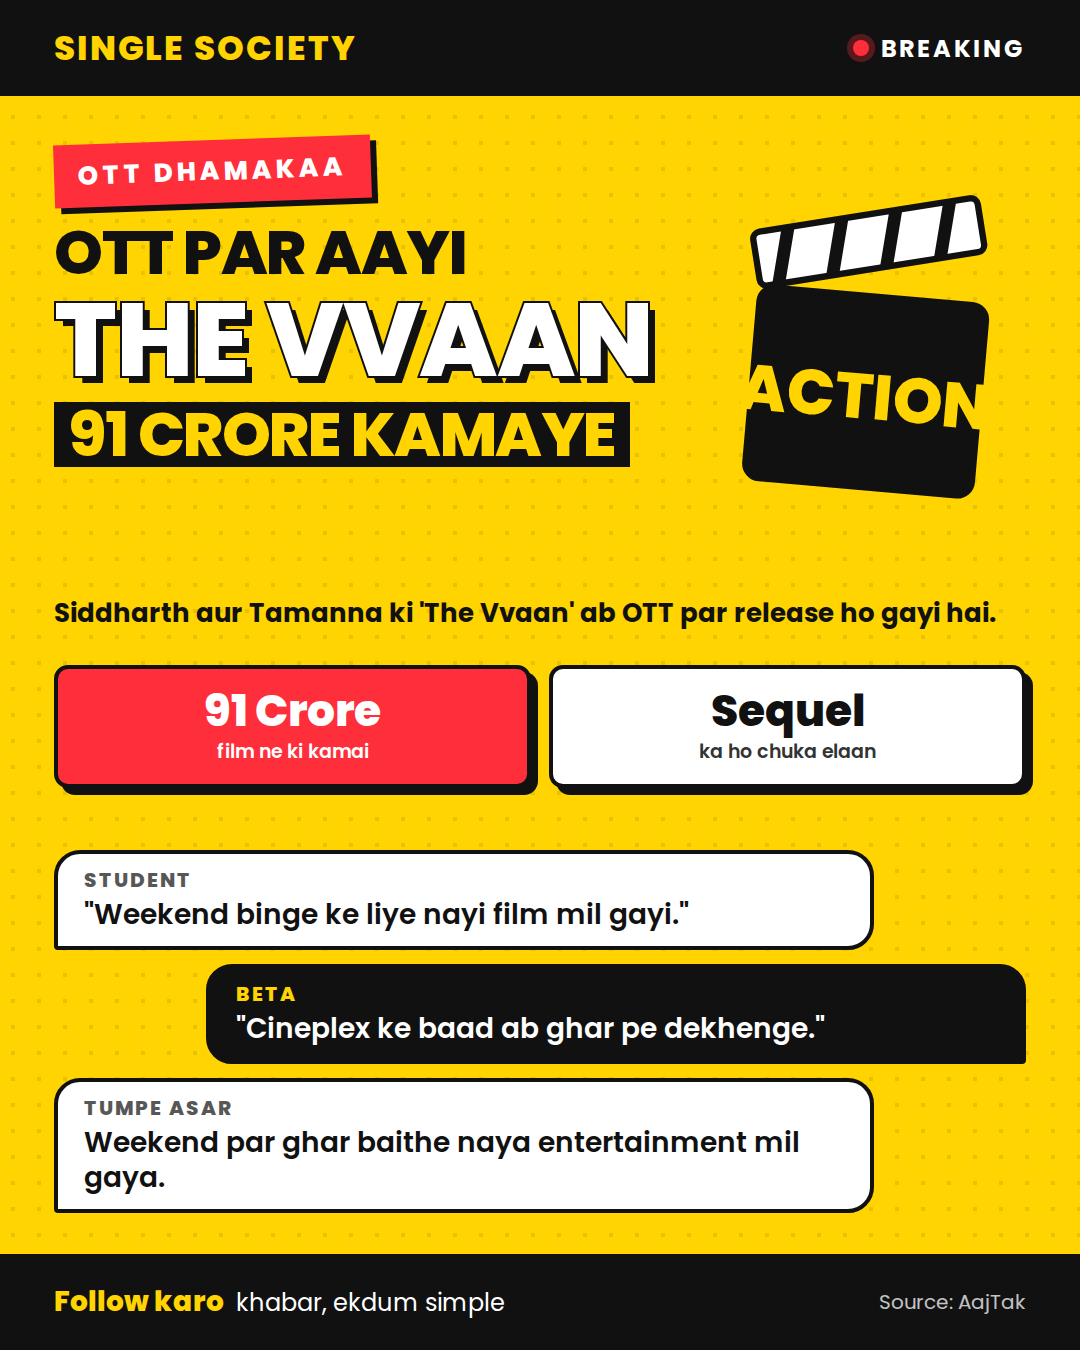 SINGLE SOCIETY
BREAKING
OTT DHAMAKAA
OTT PAR AAYI
THE VVAAN
91 CRORE KAMAYE
ACTION
Siddharth aur Tamanna ki 'The Vvaan' ab OTT par release ho gayi hai.
91 Crore
film ne ki kamai
Sequel
ka ho chuka elaan
STUDENT
"Weekend binge ke liye nayi film mil gayi."
BETA
"Cineplex ke baad ab ghar pe dekhenge."
TUMPE ASAR
Weekend par ghar baithe naya entertainment mil
gaya.
Follow karo khabar, ekdum simple
Source: AajTak